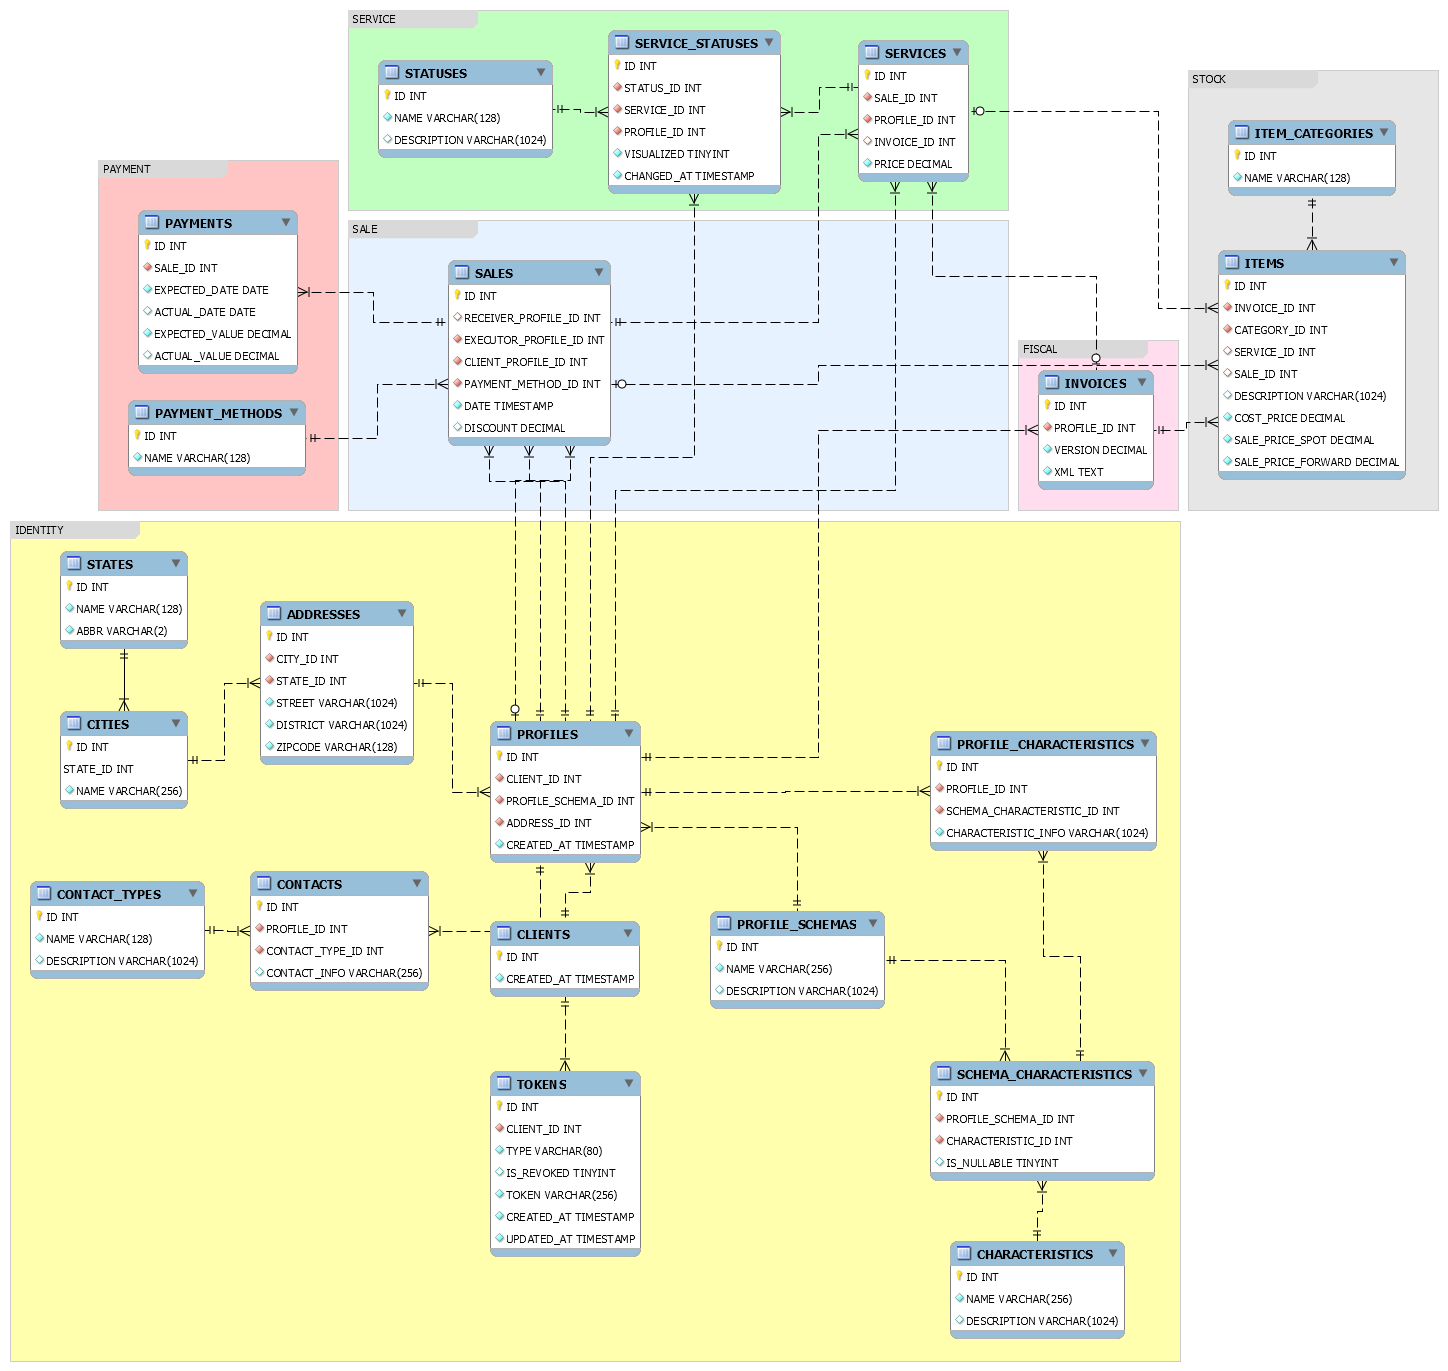 SERVICE
STATUSES
ID INT
NAME VARCHAR(128)
DESCRIPTION VARCHAR(1024)
SERVICE_STATUSES
ID INT
STATUS_ID INT
SERVICE_ID INT
PROFILE_ID INT
VISUALIZED TINYINT
CHANGED_AT TIMESTAMP
SERVICES
ID INT
SALE_ID INT
PROFILE_ID INT
INVOICE_ID INT
PRICE DECIMAL
STOCK
ITEM_CATEGORIES
ID INT
NAME VARCHAR(128)
ITEMS
ID INT
INVOICE_ID INT
CATEGORY_ID INT
SERVICE_ID INT
SALE_ID INT
DESCRIPTION VARCHAR(1024)
COST_PRICE DECIMAL
SALE_PRICE_SPOT DECIMAL
SALE_PRICE_FORWARD DECIMAL
PAYMENT
PAYMENTS
ID INT
SALE_ID INT
EXPECTED_DATE DATE
ACTUAL_DATE DATE
EXPECTED_VALUE DECIMAL
ACTUAL_VALUE DECIMAL
PAYMENT_METHODS
ID INT
NAME VARCHAR(128)
SALE
SALES
ID INT
RECEIVER_PROFILE_ID INT
EXECUTOR_PROFILE_ID INT
CLIENT_PROFILE_ID INT
PAYMENT_METHOD_ID INT
DATE TIMESTAMP
DISCOUNT DECIMAL
FISCAL
INVOICES
ID INT
PROFILE_ID INT
VERSION DECIMAL
XML TEXT
IDENTITY
STATES
ID INT
NAME VARCHAR(128)
ABBR VARCHAR(2)
CITIES
ID INT
STATE_ID INT
NAME VARCHAR(256)
ADDRESSES
ID INT
CITY_ID INT
STATE_ID INT
STREET VARCHAR(1024)
DISTRICT VARCHAR(1024)
ZIPCODE VARCHAR(128)
PROFILES
ID INT
CLIENT_ID INT
PROFILE_SCHEMA_ID INT
ADDRESS_ID INT
CREATED_AT TIMESTAMP
PROFILE_CHARACTERISTICS
ID INT
PROFILE_ID INT
SCHEMA_CHARACTERISTIC_ID INT
CHARACTERISTIC_INFO VARCHAR(1024)
CONTACT_TYPES
ID INT
NAME VARCHAR(128)
DESCRIPTION VARCHAR(1024)
CONTACTS
ID INT
PROFILE_ID INT
CONTACT_TYPE_ID INT
CONTACT_INFO VARCHAR(256)
CLIENTS
ID INT
CREATED_AT TIMESTAMP
PROFILE_SCHEMAS
ID INT
NAME VARCHAR(256)
DESCRIPTION VARCHAR(1024)
TOKENS
ID INT
CLIENT_ID INT
TYPE VARCHAR(80)
IS_REVOKED TINYINT
TOKEN VARCHAR(256)
CREATED_AT TIMESTAMP
UPDATED_AT TIMESTAMP
SCHEMA_CHARACTERISTICS
ID INT
PROFILE_SCHEMA_ID INT
CHARACTERISTIC_ID INT
IS_NULLABLE TINYINT
CHARACTERISTICS
ID INT
NAME VARCHAR(256)
DESCRIPTION VARCHAR(1024)